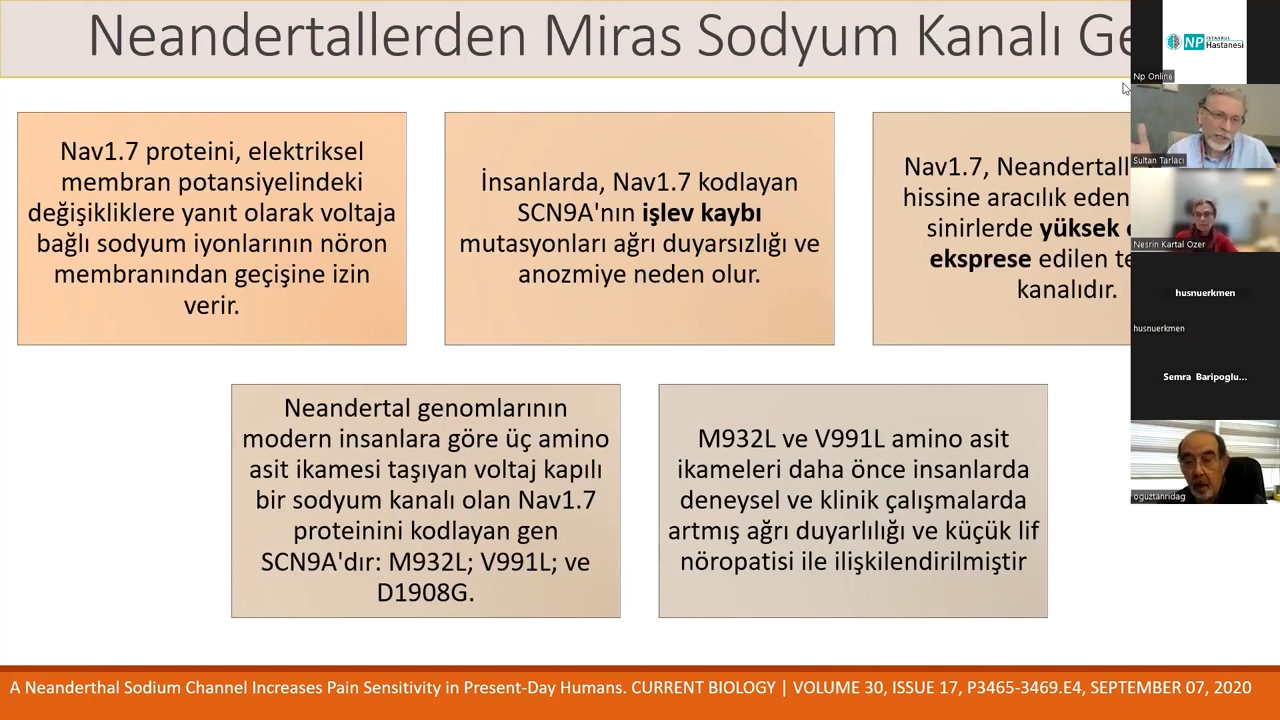 Neandertallerden Miras Sodyum Kanalı Ge
Nav1.7 proteini, elektriksel
membran potansiyelindeki
değişikliklere yanıt olarak voltaja
bağlı sodyum iyonlarının nöron
membranından geçişine izin
verir.
İnsanlarda, Nav1.7 kodlayan
SCN9A'nın işlev kaybı
mutasyonları ağrı duyarsızlığı ve
anozmiye neden olur.
Nav1.7, Neandertall
hissine aracılık eden
sinirlerde yüksek
eksprese edilen te
kanalıdır.
Neandertal genomlarının
modern insanlara göre üç amino
asit ikamesi taşıyan voltaj kapılı
bir sodyum kanalı olan Nav1.7
proteinini kodlayan gen
SCN9A'dır: M932L; V991L; ve
D1908G.
M932L ve V991L amino asit
ikameleri daha önce insanlarda
deneysel ve klinik çalışmalarda
artmış ağrı duyarlılığı ve küçük lif
nöropatisi ile ilişkilendirilmiştir
A Neanderthal Sodium Channel Increases Pain Sensitivity in Present-Day Humans. CURRENT BIOLOGY | VOLUME 30, ISSUE 17, P3465-3469.E4, SEPTEMBER 07, 2020
NP İSTANBUL
Hastanesi
Np Online
Sultan Tarlacı
Nesrin Kartal Ozer
husnuerkmen
husnuerkmen
Semra Baripoglu...
oguztanridag